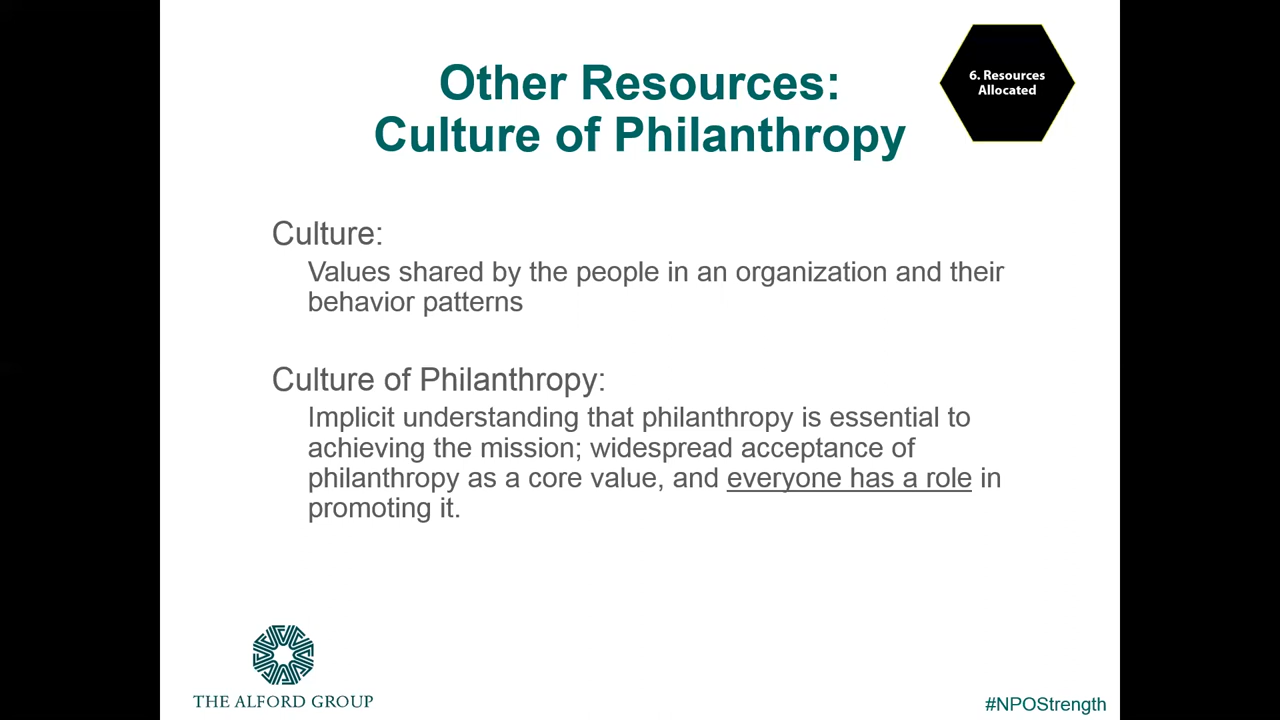 Other Resources:
Culture of Philanthropy
6. Resources
Allocated
Culture:
Values shared by the people in an organization and their
behavior patterns
Culture of Philanthropy:
Implicit understanding that philanthropy is essential to
achieving the mission; widespread acceptance of
philanthropy as a core value, and everyone has a role in
promoting it.
THE ALFORD GROUP
#NPOStrength